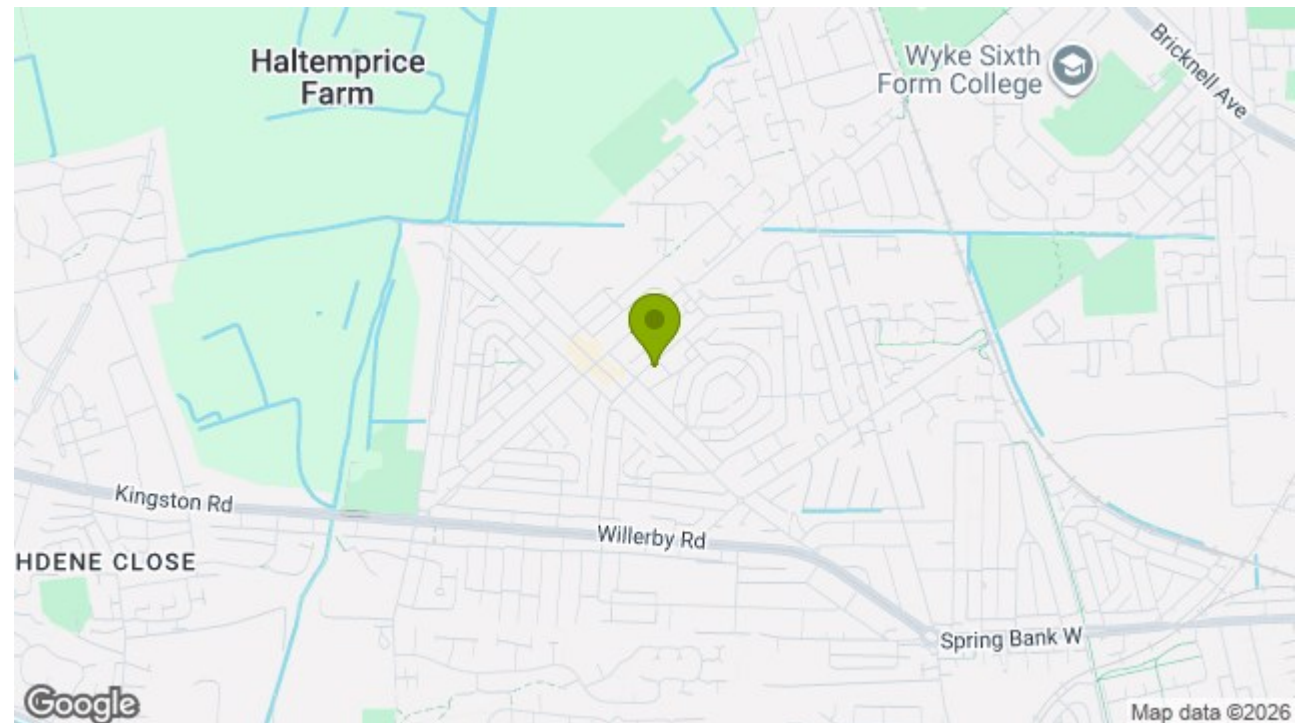 Haltemprice
Farm
Wyke Sixth
Form College
Bricknell Ave
Kingston Rd
Willerby Rd
HDENE CLOSE
Spring Bank W
Google
Map data ©2026